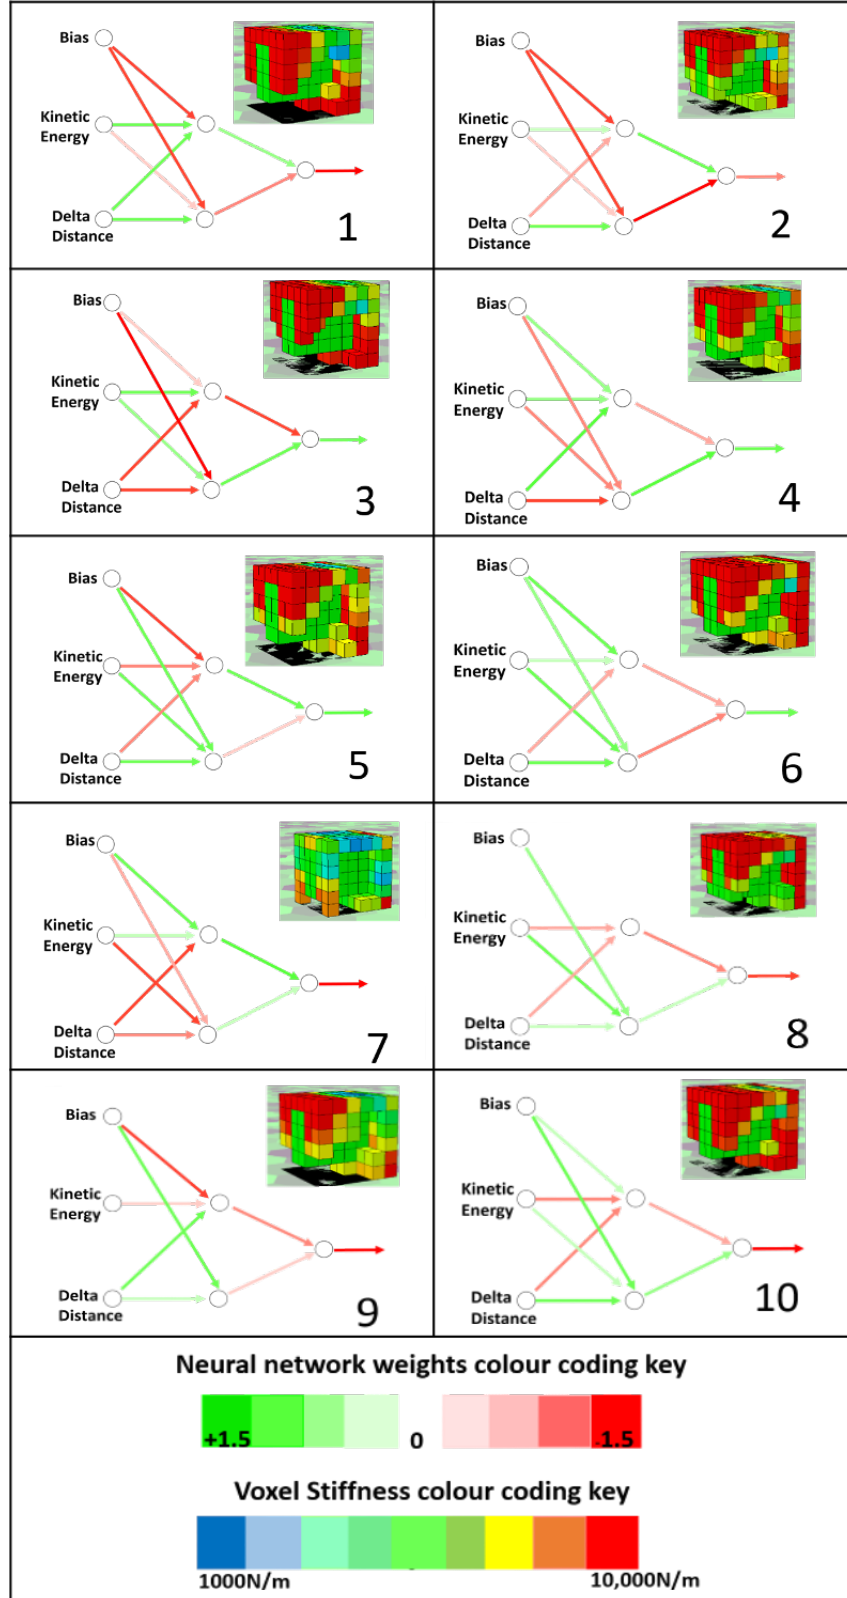 Bias
Kinetic
Energy
Delta
Distance
1
Bias
Kinetic
Energy
Delta
Distance
2
Bias
Kinetic
Energy
Delta
Distance
3
Bias
Kinetic
Energy
Delta
Distance
4
Bias
Kinetic
Energy
Delta
Distance
5
Bias
Kinetic
Energy
Delta
Distance
6
Bias
Kinetic
Energy
Delta
Distance
7
Bias
Kinetic
Energy
Delta
Distance
8
Bias
Kinetic
Energy
Delta
Distance
9
Bias
Kinetic
Energy
Delta
Distance
10
Neural network weights colour coding key
+1.5 0 -1.5
Voxel Stiffness colour coding key
1000N/m 10,000N/m